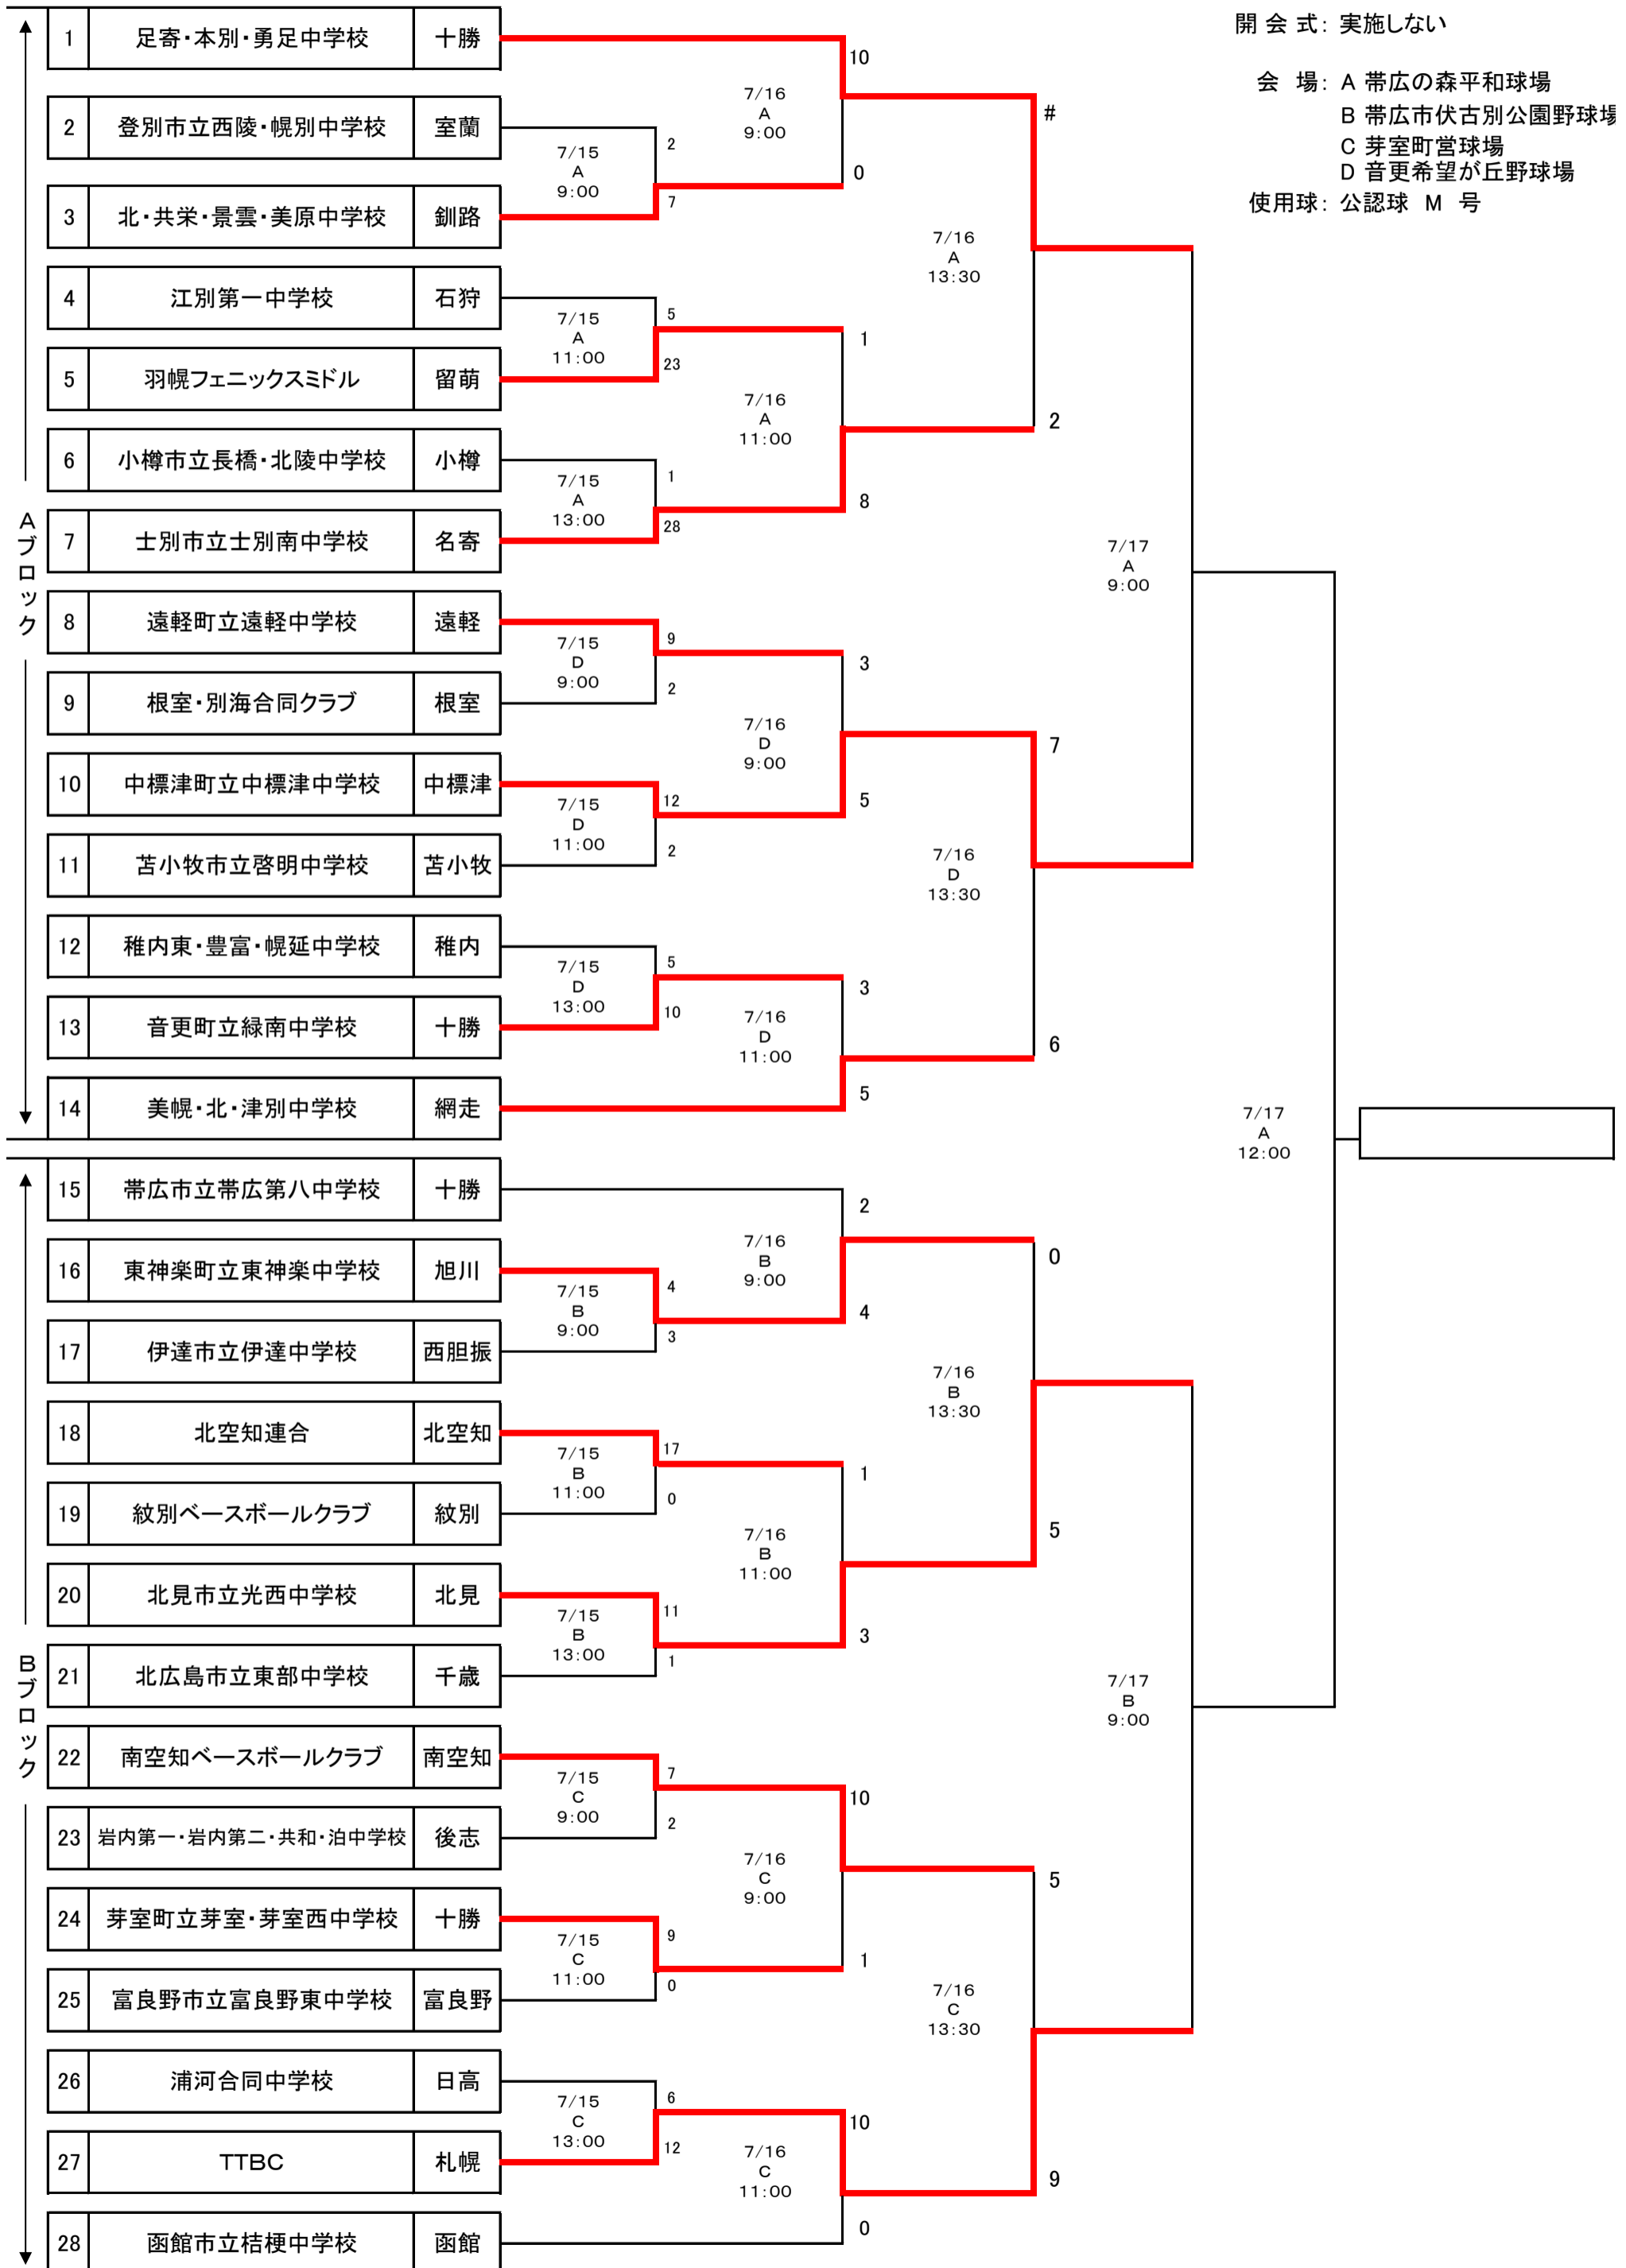 開 会 式： 実施しない
会 場： A 帯広の森平和球場
B 帯広市伏古別公園野球場
C 芽室町営球場
D 音更希望が丘野球場
使用球： 公認球 M 号
Aブロック
1 足寄・本別・勇足中学校 十勝
2 登別市立西陵・幌別中学校 室蘭
3 北・共栄・景雲・美原中学校 釧路
4 江別第一中学校 石狩
5 羽幌フェニックスミドル 留萌
6 小樽市立長橋・北陵中学校 小樽
7 士別市立士別南中学校 名寄
8 遠軽町立遠軽中学校 遠軽
9 根室・別海合同クラブ 根室
10 中標津町立中標津中学校 中標津
11 苫小牧市立啓明中学校 苫小牧
12 稚内東・豊富・幌延中学校 稚内
13 音更町立緑南中学校 十勝
14 美幌・北・津別中学校 網走
Bブロック
15 帯広市立帯広第八中学校 十勝
16 東神楽町立東神楽中学校 旭川
17 伊達市立伊達中学校 西胆振
18 北空知連合 北空知
19 紋別ベースボールクラブ 紋別
20 北見市立光西中学校 北見
21 北広島市立東部中学校 千歳
22 南空知ベースボールクラブ 南空知
23 岩内第一・岩内第二・共和・泊中学校 後志
24 芽室町立芽室・芽室西中学校 十勝
25 富良野市立富良野東中学校 富良野
26 浦河合同中学校 日高
27 TTBC 札幌
28 函館市立桔梗中学校 函館
7/15
A
9:00
2
7
7/15
A
11:00
5
23
7/15
A
13:00
1
28
7/15
D
9:00
9
2
7/15
D
11:00
12
2
7/15
D
13:00
5
10
7/15
B
9:00
4
3
7/15
B
11:00
17
0
7/15
B
13:00
11
1
7/15
C
9:00
7
2
7/15
C
11:00
9
0
7/15
C
13:00
6
12
7/16
A
9:00
10
0
7/16
A
11:00
1
8
7/16
D
9:00
3
5
7/16
D
11:00
3
5
7/16
B
9:00
2
4
7/16
B
11:00
1
3
7/16
C
9:00
10
1
7/16
C
11:00
10
0
7/16
A
13:30
#
2
7/16
D
13:30
7
6
7/16
B
13:30
0
5
7/16
C
13:30
5
9
7/17
A
9:00
7/17
B
9:00
7/17
A
12:00